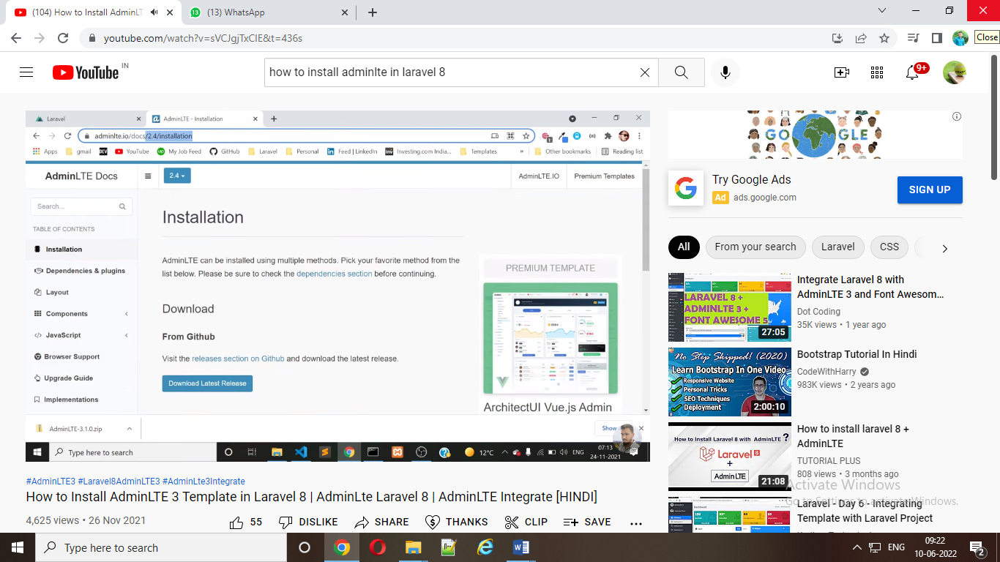 (104) How to Install AdminLT
(13) WhatsApp
youtube.com/watch?v=sVCJgjTxCIE&t=436s
Close
YouTube IN
how to install adminlte in laravel 8
9+
Laravel
AdminLTE - Installation
adminlte.io/docs/2.4/installation
Apps gmail DEV YouTube My Job Feed GitHub Laravel Personal Feed | LinkedIn Investing.com India... Templates » Other bookmarks Reading list
AdminLTE Docs
2.4
AdminLTE.IO
Premium Templates
Search...
TABLE OF CONTENTS
Installation
Dependencies & plugins
Layout
Components
JavaScript
Browser Support
Upgrade Guide
Implementations
Installation
AdminLTE can be installed using multiple methods. Pick your favorite method from the
list below. Please be sure to check the dependencies section before continuing.
Download
From Github
Visit the releases section on Github and download the latest release.
Download Latest Release
PREMIUM TEMPLATE
ArchitectUI Vue.js Admin
AdminLTE-3.1.0.zip
Show
Type here to search
12°C
ENG
07:13
24-11-2021
#AdminLTE3 #Laravel8AdminLTE3 #AdminLte3Integrate
How to Install AdminLTE 3 Template in Laravel 8 | AdminLte Laravel 8 | AdminLTE Integrate [HINDI]
4,625 views • 26 Nov 2021
55
DISLIKE
SHARE
THANKS
CLIP
SAVE
GO GLE
Try Google Ads
Ad ads.google.com
SIGN UP
All
From your search
Laravel
CSS
LARAVEL 8 +
ADMINLTE 3 +
FONT AWESOME 5
27:05
Integrate Laravel 8 with
AdminLTE 3 and Font Awesom...
Dot Coding
35K views • 1 year ago
No Step Skipped! (2020)
Learn Bootstrap In One Video
Responsive Website
Personal Tricks
SEO Techniques
Deployment
2:00:10
Bootstrap Tutorial In Hindi
CodeWithHarry
983K views • 2 years ago
How to Install Laravel 8 with AdminLTE ?
Laravel 8
+
AdminLTE
21:08
How to install laravel 8 +
AdminLTE
TUTORIAL PLUS
808 views • 3 months ago
Laravel - Day 6 - Integrating
Template with Laravel Project
Activate Windows
Go to Settings to activate Windows.
Type here to search
ENG
09:22
10-06-2022
2